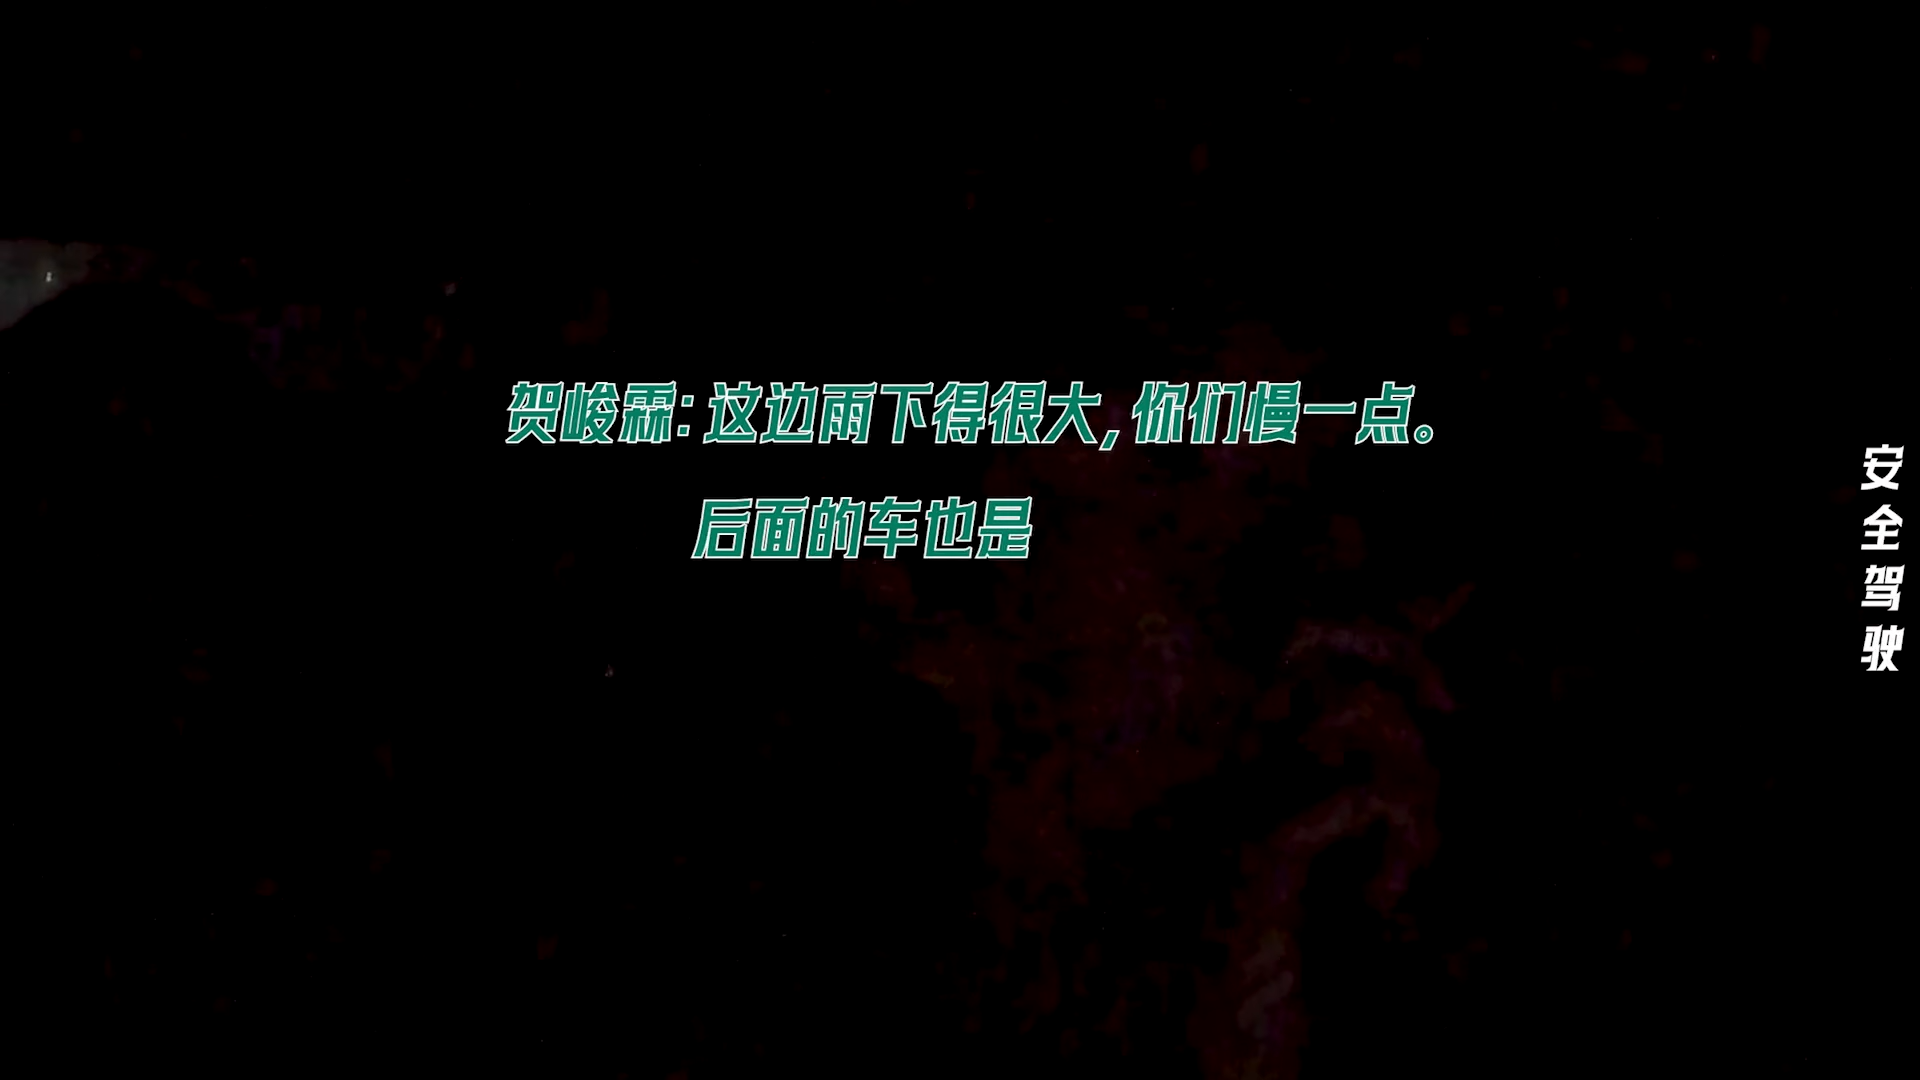 贺峻霖：这边雨下得很大，你们慢一点。
后面的车也是
安全驾驶